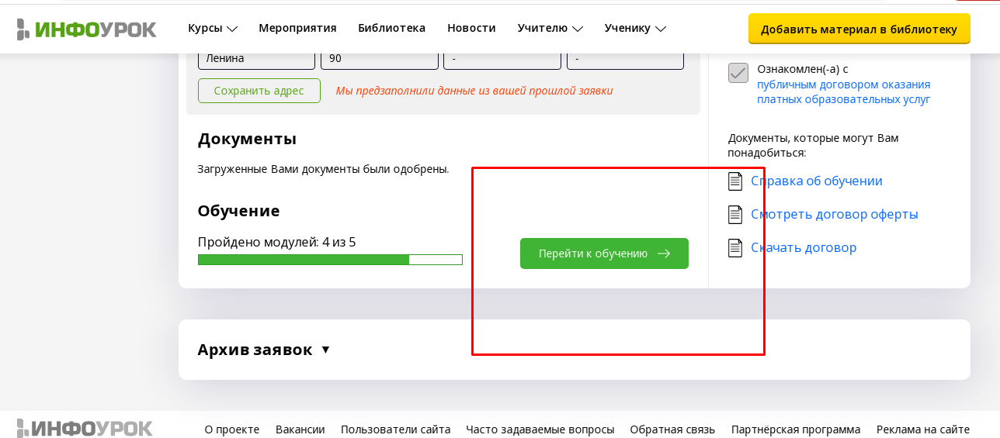 ИНФОУРОК
Курсы Мероприятия Библиотека Новости Учителю Ученику
Добавить материал в библиотеку
Ленина 90 - -
Сохранить адрес
Мы предзаполнили данные из вашей прошлой заявки
Документы
Загруженные Вами документы были одобрены.
Обучение
Пройдено модулей: 4 из 5
Перейти к обучению
Ознакомлен(-а) с
публичным договором оказания
платных образовательных услуг
Документы, которые могут Вам
понадобиться:
Справка об обучении
Смотреть договор оферты
Скачать договор
Архив заявок
ИНФОУРОК
О проекте Вакансии Пользователи сайта Часто задаваемые вопросы Обратная связь Партнёрская программа Реклама на сайте